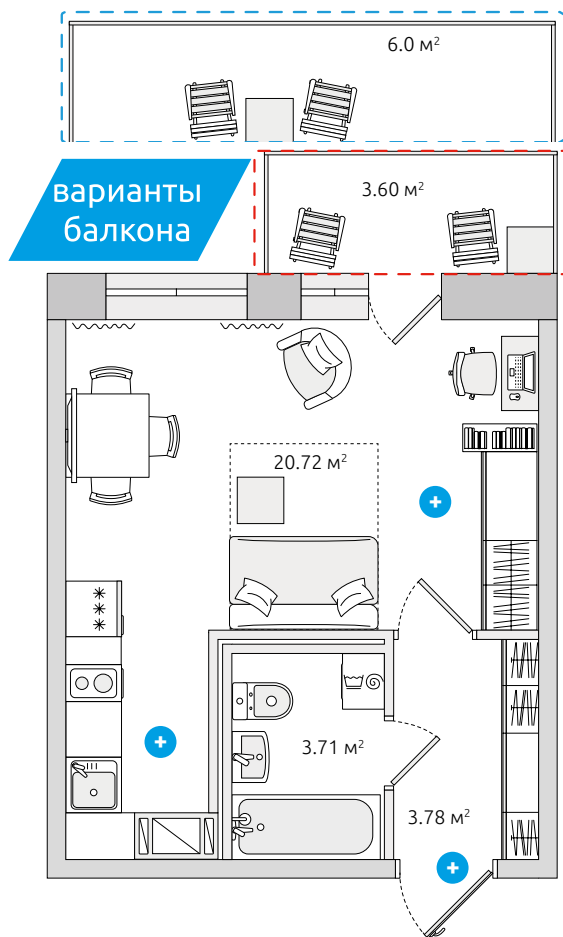 6.0 м²
варианты
балкона
3.60 м²
20.72 м²
3.71 м²
3.78 м²